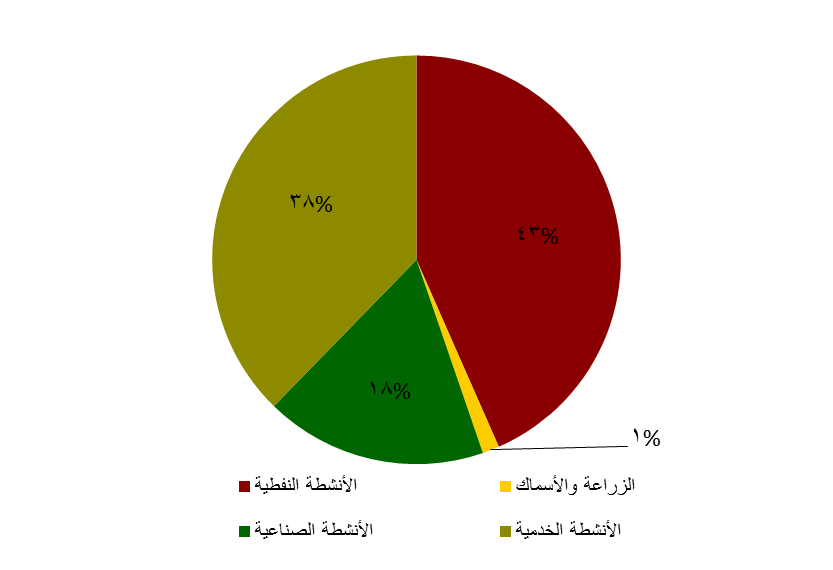 ٣٨%
٤٣%
١٨%
١%
الأنشطة النفطية
الزراعة والأسماك
الأنشطة الصناعية
الأنشطة الخدمية